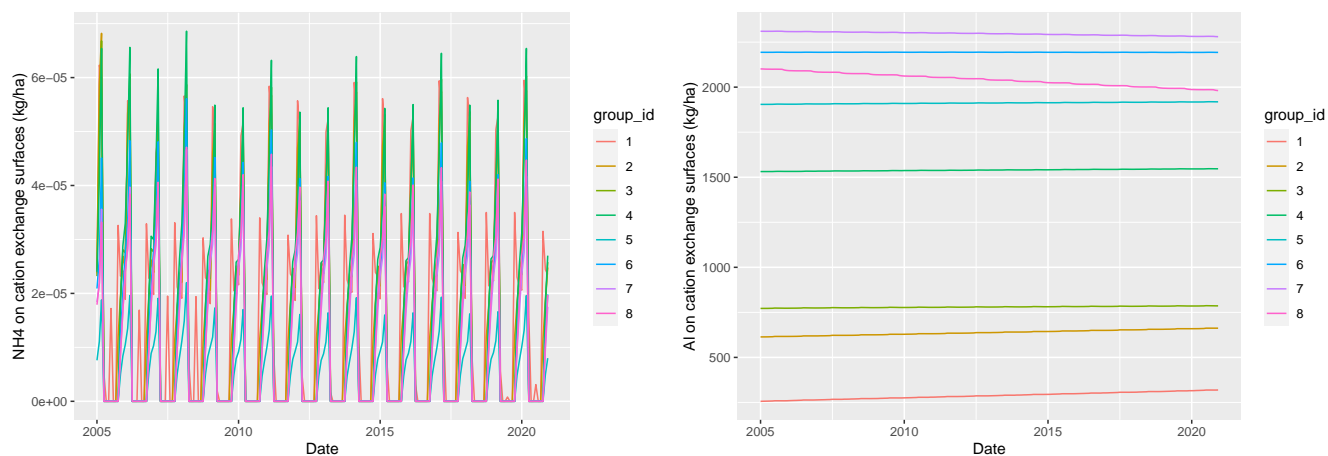 NH4 on cation exchange surfaces (kg/ha)
6e−05
4e−05
2e−05
0e+00
2005
2010
2015
2020
Date
group_id
1
2
3
4
5
6
7
8
Al on cation exchange surfaces (kg/ha)
2000
1500
1000
500
2005
2010
2015
2020
Date
group_id
1
2
3
4
5
6
7
8